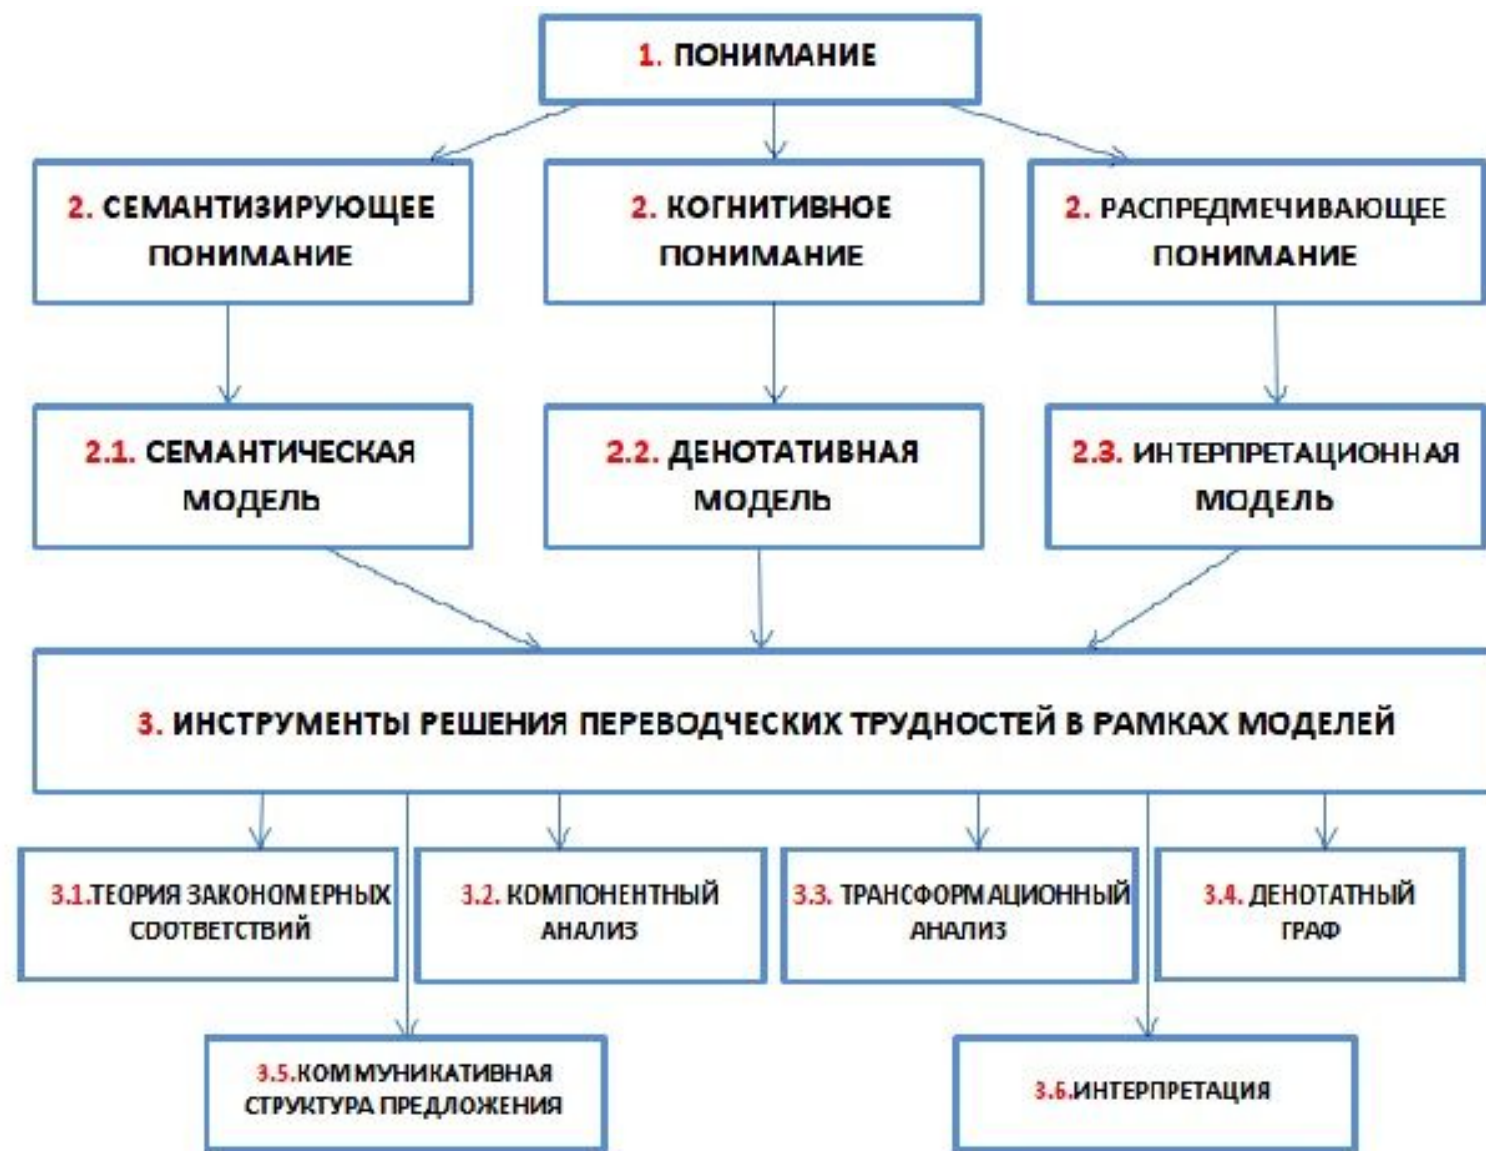 1. ПОНИМАНИЕ
2. СЕМАНТИЗИРУЮЩЕЕ
ПОНИМАНИЕ
2. КОГНИТИВНОЕ
ПОНИМАНИЕ
2. РАСПРЕДМЕЧИВАЮЩЕЕ
ПОНИМАНИЕ
2.1. СЕМАНТИЧЕСКАЯ
МОДЕЛЬ
2.2. ДЕНОТАТИВНАЯ
МОДЕЛЬ
2.3. ИНТЕРПРЕТАЦИОННАЯ
МОДЕЛЬ
3. ИНСТРУМЕНТЫ РЕШЕНИЯ ПЕРЕВОДЧЕСКИХ ТРУДНОСТЕЙ В РАМКАХ МОДЕЛЕЙ
3.1.ТЕОРИЯ ЗАКОНОМЕРНЫХ
СООТВЕТСТВИЙ
3.2. КОМПОНЕНТНЫЙ
АНАЛИЗ
3.3. ТРАНСФОРМАЦИОННЫЙ
АНАЛИЗ
3.4. ДЕНОТАТНЫЙ
ГРАФ
3.5.КОММУНИКАТИВНАЯ
СТРУКТУРА ПРЕДЛОЖЕНИЯ
3.6.ИНТЕРПРЕТАЦИЯ